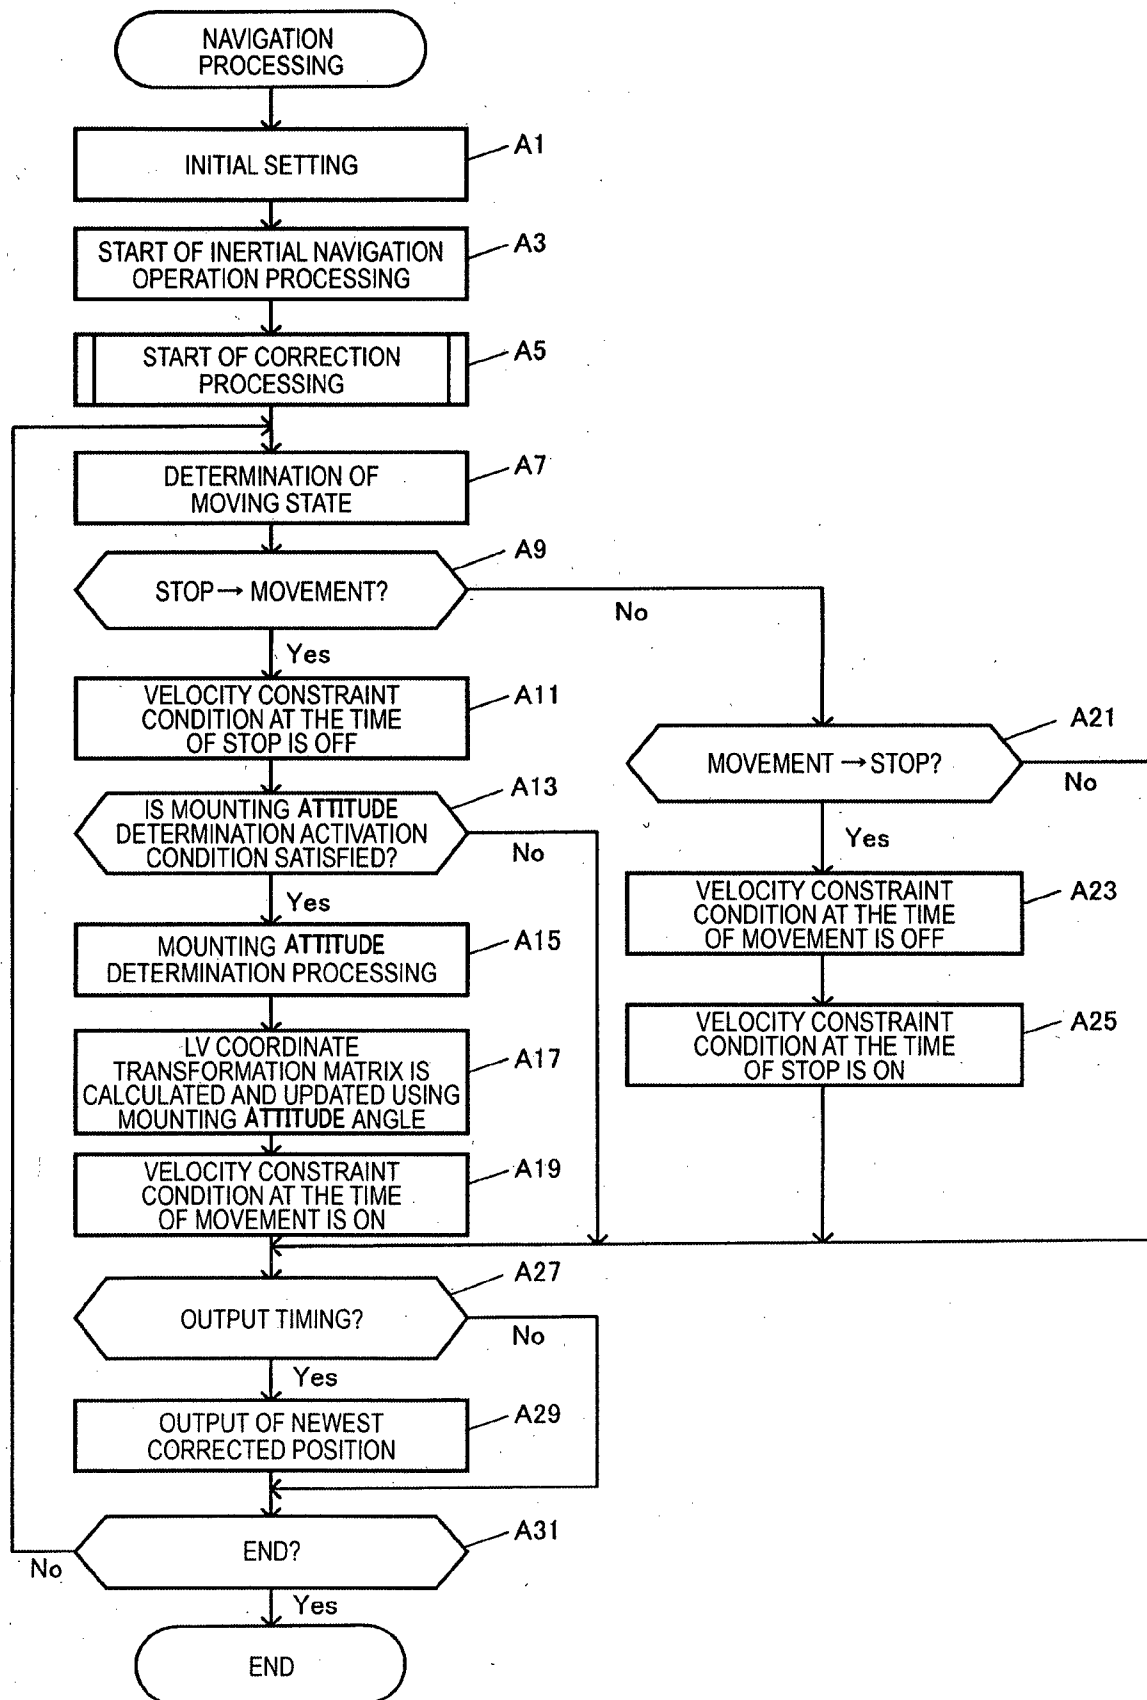 NAVIGATION
PROCESSING
A1
INITIAL SETTING
A3
START OF INERTIAL NAVIGATION
OPERATION PROCESSING
A5
START OF CORRECTION
PROCESSING
A7
DETERMINATION OF
MOVING STATE
A9
STOP → MOVEMENT?
No
Yes
A11
VELOCITY CONSTRAINT
CONDITION AT THE TIME
OF STOP IS OFF
A13
IS MOUNTING ATTITUDE
DETERMINATION ACTIVATION
CONDITION SATISFIED?
No
Yes
A15
MOUNTING ATTITUDE
DETERMINATION PROCESSING
A17
LV COORDINATE
TRANSFORMATION MATRIX IS
CALCULATED AND UPDATED USING
MOUNTING ATTITUDE ANGLE
A19
VELOCITY CONSTRAINT
CONDITION AT THE TIME
OF MOVEMENT IS ON
A21
MOVEMENT → STOP?
No
Yes
A23
VELOCITY CONSTRAINT
CONDITION AT THE TIME
OF MOVEMENT IS OFF
A25
VELOCITY CONSTRAINT
CONDITION AT THE TIME
OF STOP IS ON
A27
OUTPUT TIMING?
No
Yes
A29
OUTPUT OF NEWEST
CORRECTED POSITION
A31
END?
No
Yes
END